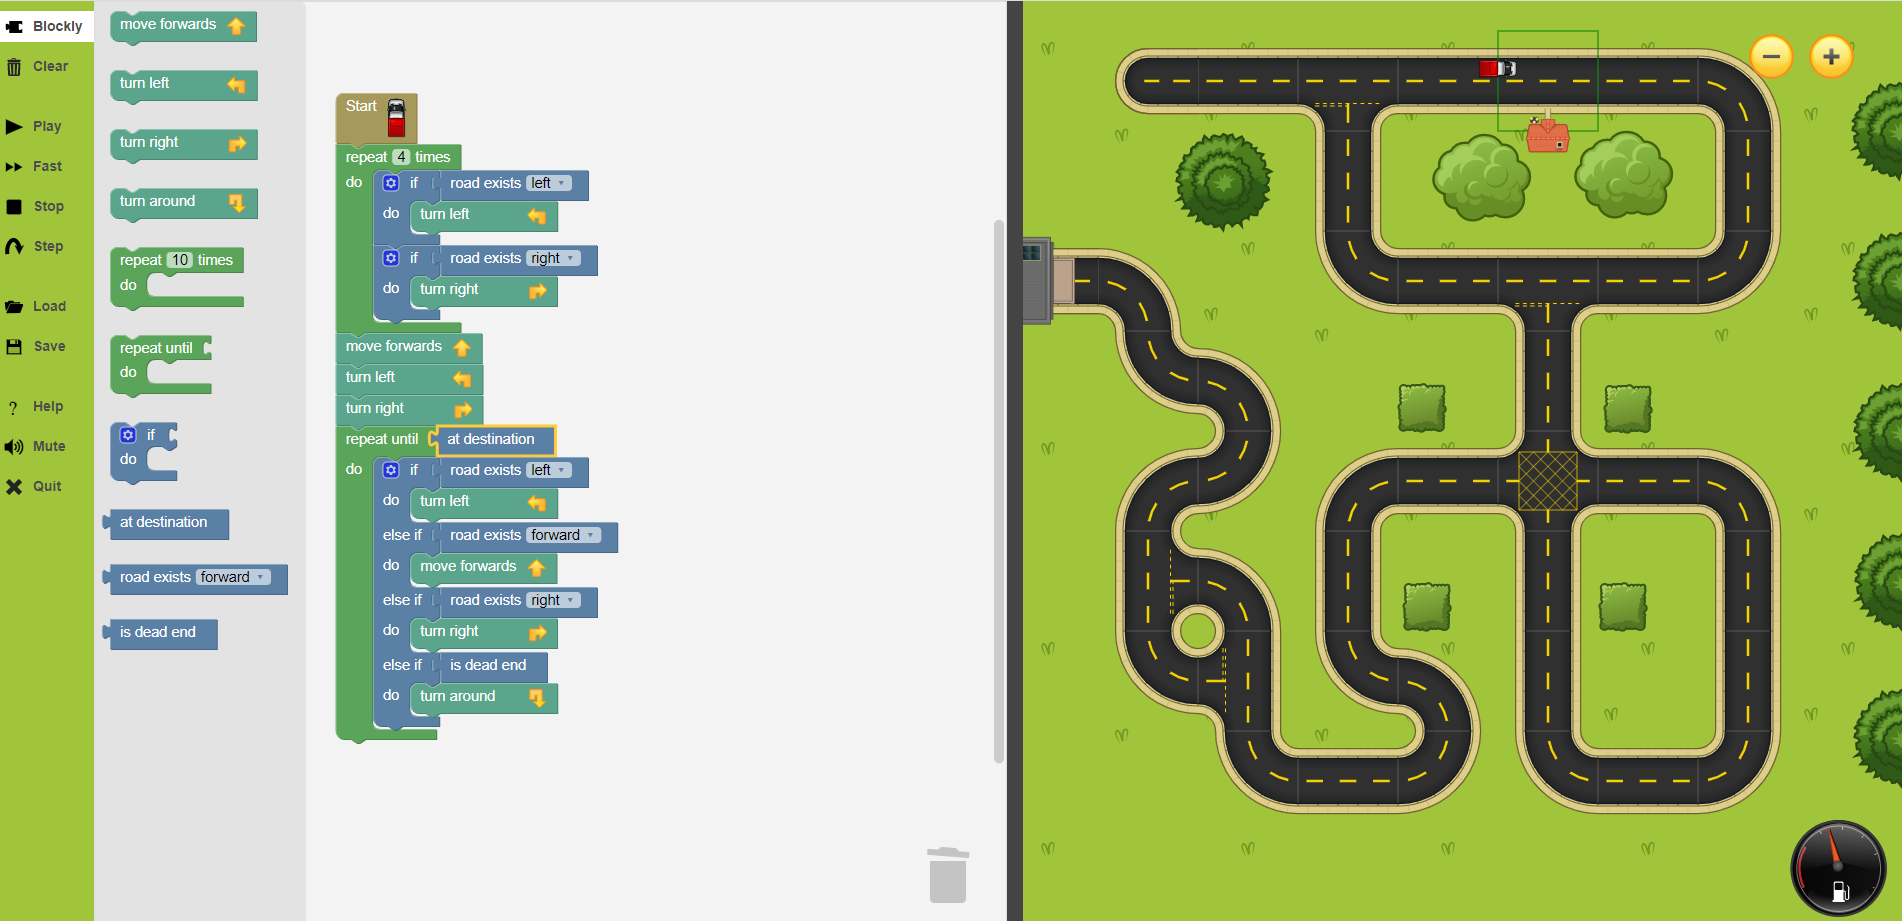 Blockly
Clear
Play
Fast
Stop
Step
Load
Save
? Help
Mute
Quit
move forwards
turn left
turn right
turn around
repeat 10 times
do
repeat until
do
if
do
at destination
road exists forward
is dead end
Start
repeat 4 times
do if road exists left
do turn left
if road exists right
do turn right
move forwards
turn left
turn right
repeat until at destination
do if road exists left
do turn left
else if road exists forward
do move forwards
else if road exists right
do turn right
else if is dead end
do turn around